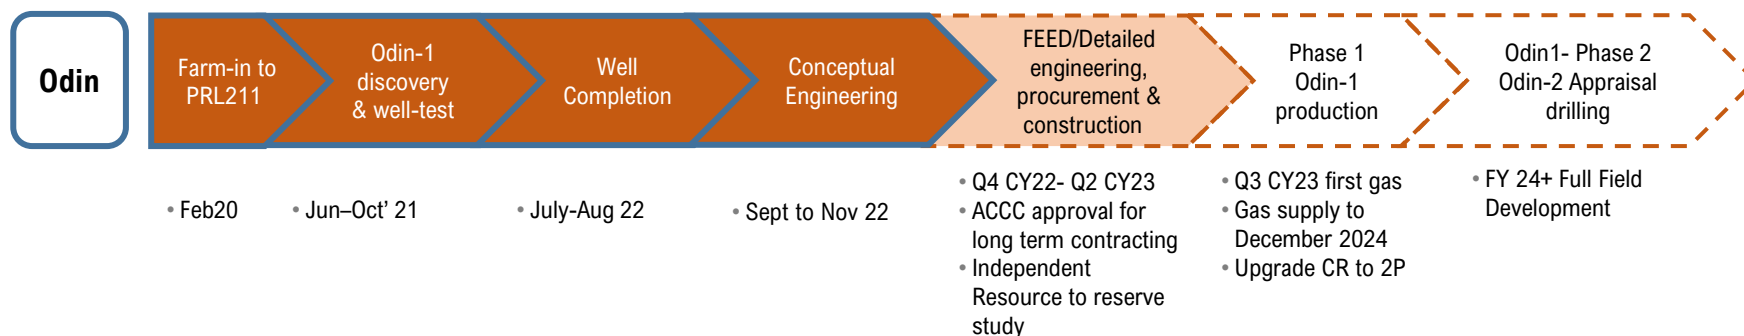 Odin
Farm-in to
PRL211
Odin-1
discovery
& well-test
Well
Completion
Conceptual
Engineering
FEED/Detailed
engineering,
procurement &
construction
Phase 1
Odin-1
production
Odin1- Phase 2
Odin-2 Appraisal
drilling
• Feb20
• Jun–Oct' 21
• July-Aug 22
• Sept to Nov 22
• Q4 CY22- Q2 CY23
• ACCC approval for
long term contracting
• Independent
Resource to reserve
study
• Q3 CY23 first gas
• Gas supply to
December 2024
• Upgrade CR to 2P
• FY 24+ Full Field
Development